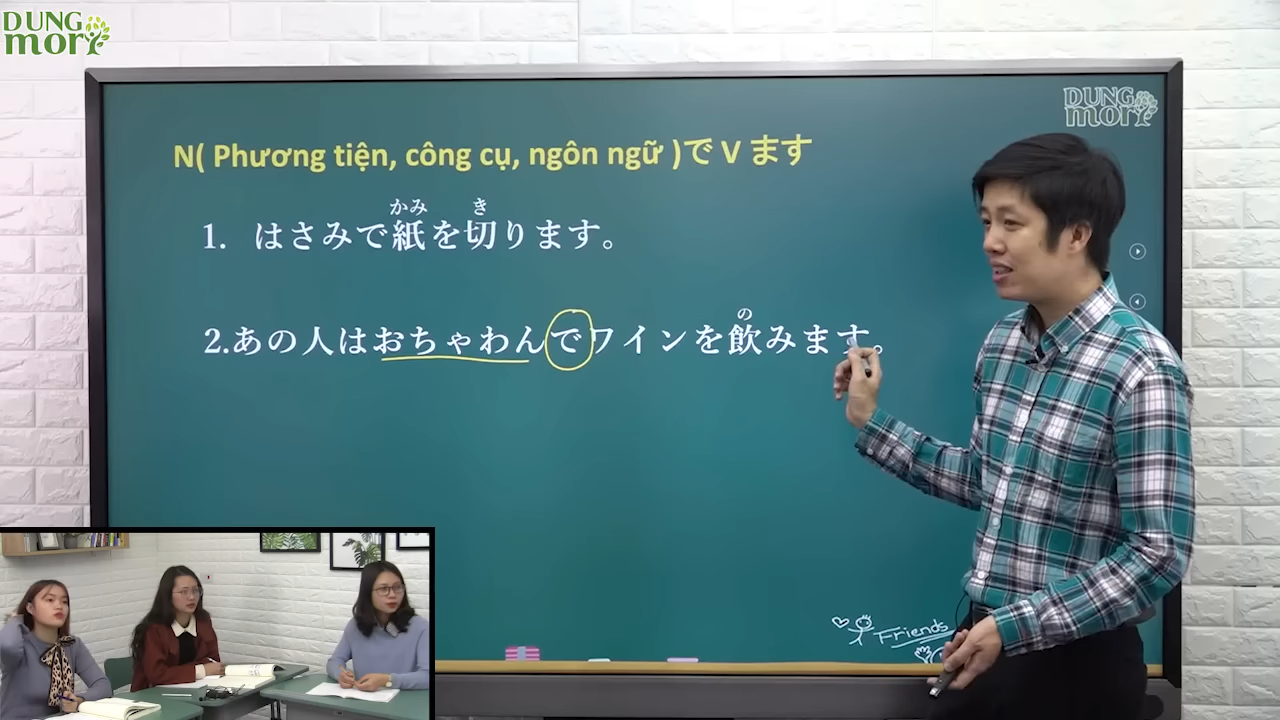 DUNG
mori
DUNG
mori
N( Phương tiện, công cụ, ngôn ngữ )で V ます
かみ き
1. はさみで紙を切ります。
の
2.あの人はおちゃわんでワインを飲みます。
Friends